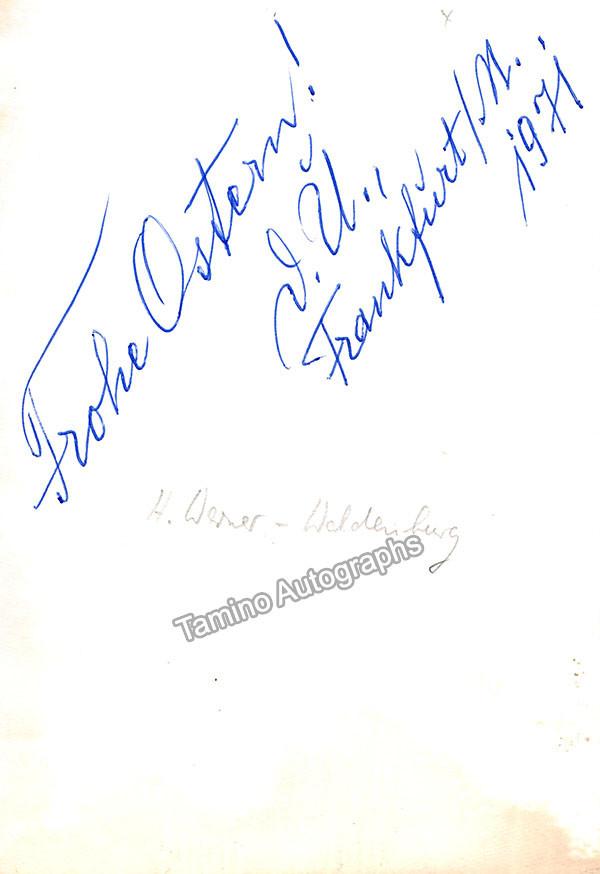 Frohe Ostern!
Frankfurt/M.
1971
H. Werner - Waldenburg
Tamino Autographs